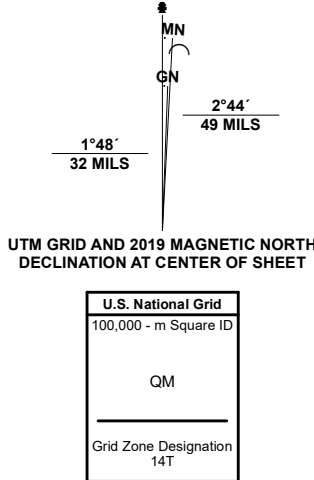 MN
GN
2°44´
49 MILS
1°48´
32 MILS
UTM GRID AND 2019 MAGNETIC NORTH
DECLINATION AT CENTER OF SHEET
U.S. National Grid
100,000 - m Square ID
QM
Grid Zone Designation
14T